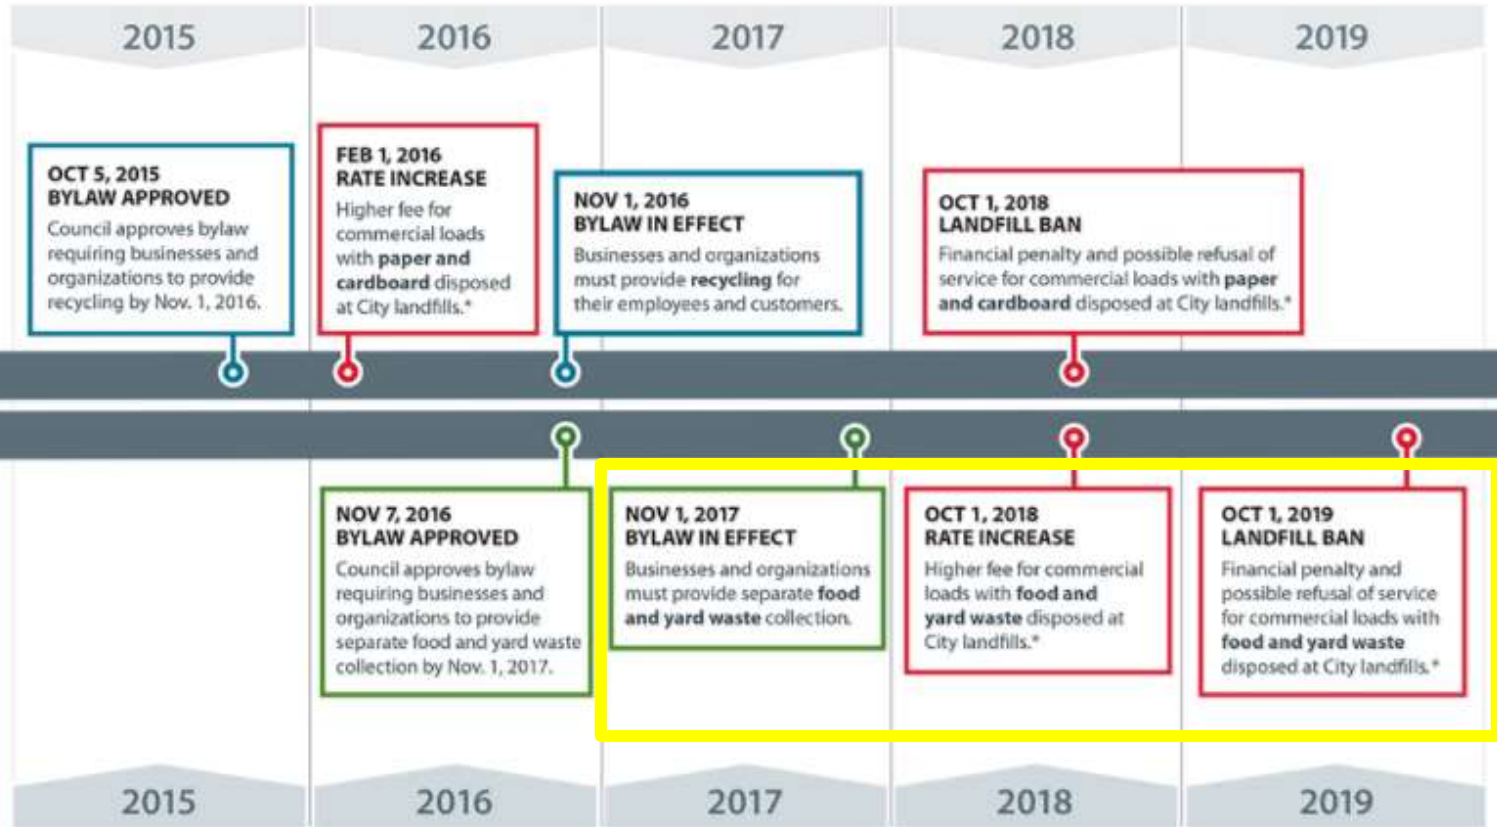 2015
2016
2017
2018
2019
OCT 5, 2015
BYLAW APPROVED
Council approves bylaw
requiring businesses and
organizations to provide
recycling by Nov. 1, 2016.
FEB 1, 2016
RATE INCREASE
Higher fee for
commercial loads
with paper and
cardboard disposed
at City landfills.*
NOV 1, 2016
BYLAW IN EFFECT
Businesses and organizations
must provide recycling for
their employees and customers.
OCT 1, 2018
LANDFILL BAN
Financial penalty and possible refusal of
service for commercial loads with paper
and cardboard disposed at City landfills.*
NOV 7, 2016
BYLAW APPROVED
Council approves bylaw
requiring businesses and
organizations to provide
separate food and yard waste
collection by Nov. 1, 2017.
NOV 1, 2017
BYLAW IN EFFECT
Businesses and organizations
must provide separate food
and yard waste collection.
OCT 1, 2018
RATE INCREASE
Higher fee for commercial
loads with food and
yard waste disposed at
City landfills.*
OCT 1, 2019
LANDFILL BAN
Financial penalty and
possible refusal of service
for commercial loads with
food and yard waste
disposed at City landfills.*
2015
2016
2017
2018
2019